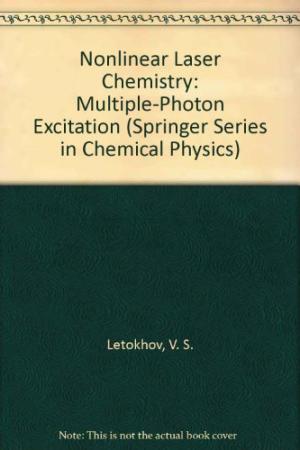 Nonlinear Laser
Chemistry:
Multiple-Photon
Excitation (Springer Series
in Chemical Physics)
Letokhov, V. S.
Note: This is not the actual book cover